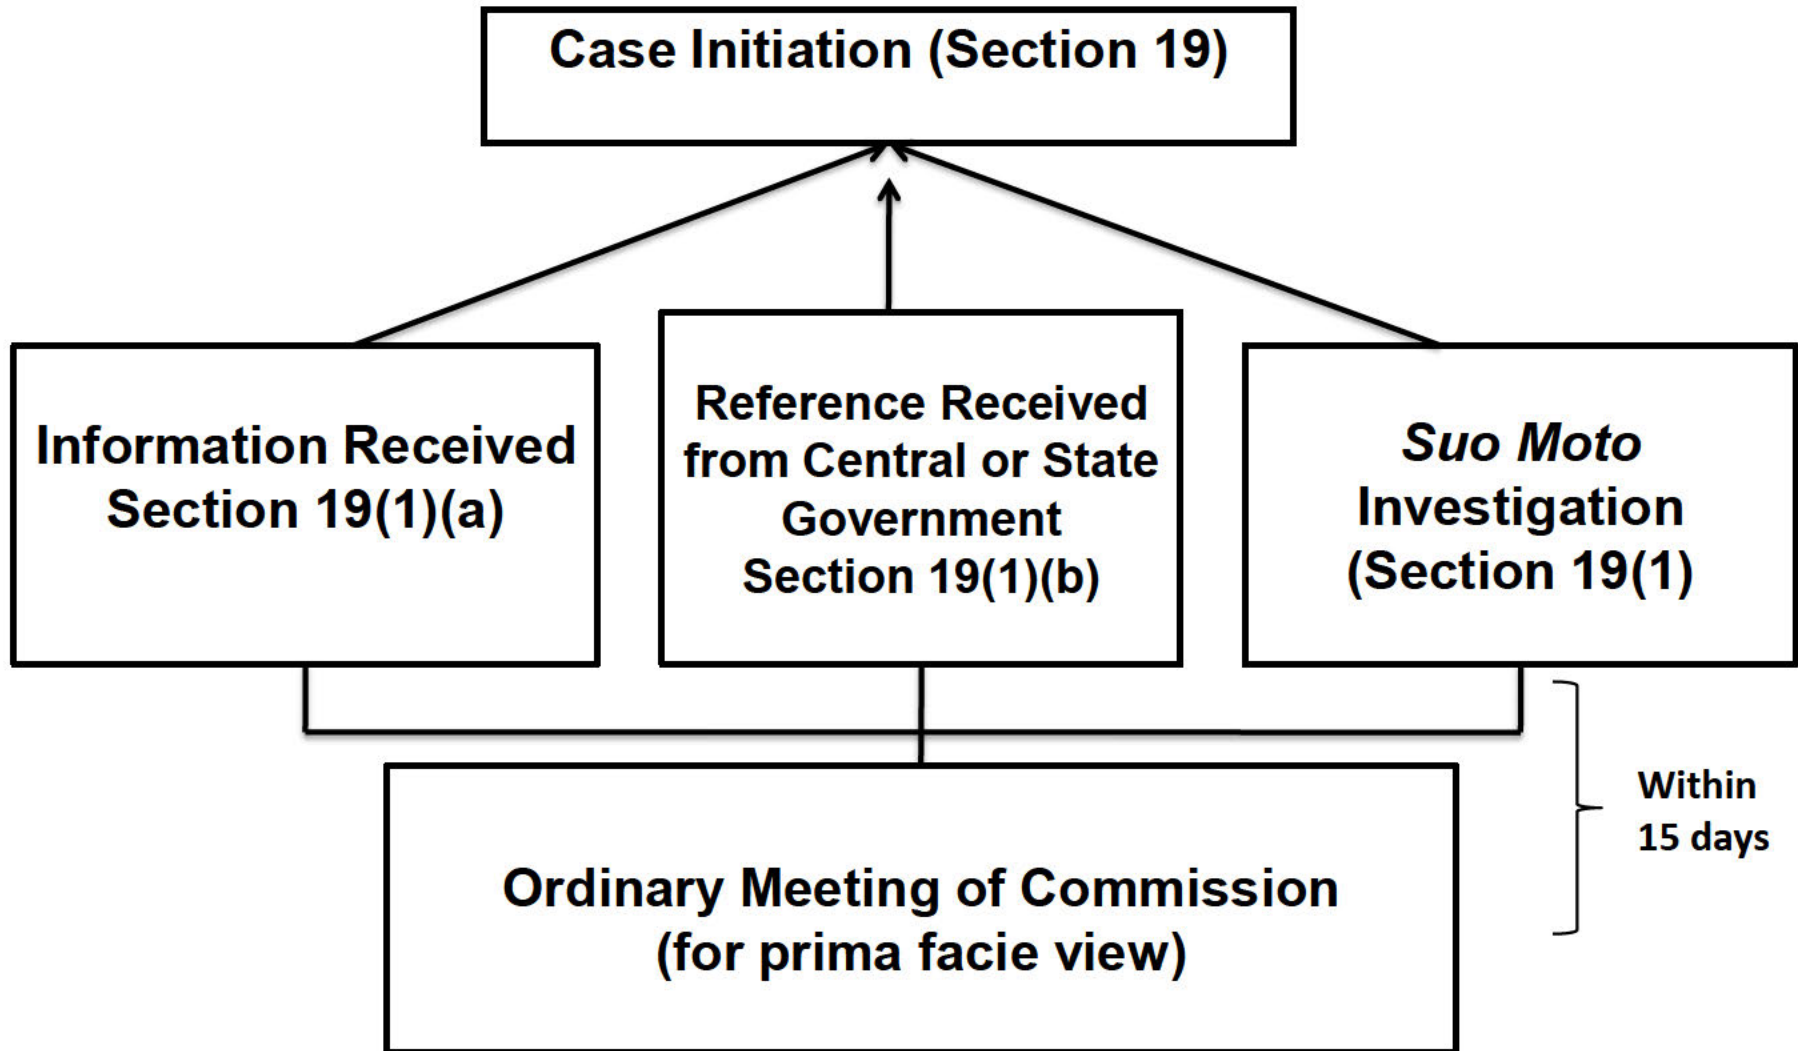 Case Initiation (Section 19)
Information Received
Section 19(1)(a)
Reference Received
from Central or State
Government
Section 19(1)(b)
Suo Moto
Investigation
(Section 19(1)
Within
15 days
Ordinary Meeting of Commission
(for prima facie view)